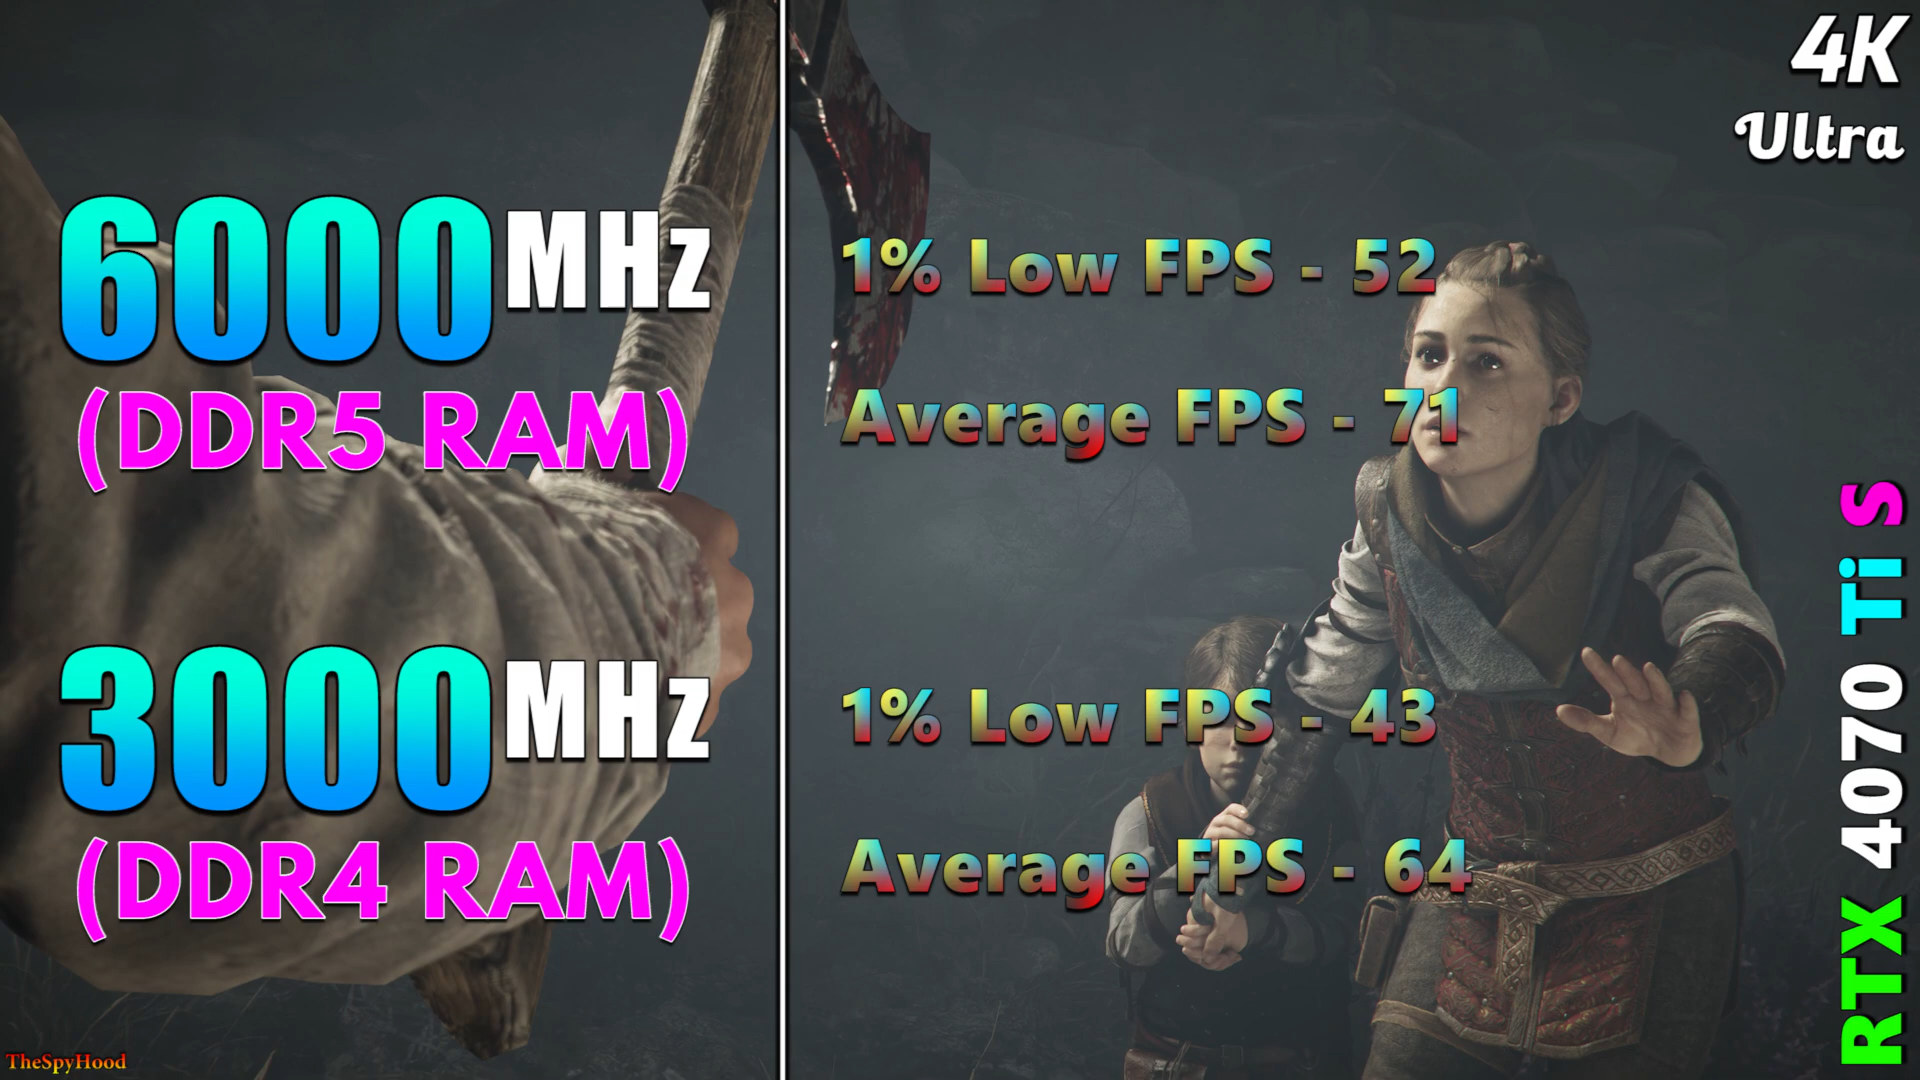 4K
Ultra
6000MHz
(DDR5 RAM)
1% Low FPS - 52
Average FPS - 71
3000MHz
(DDR4 RAM)
1% Low FPS - 43
Average FPS - 64
RTX 4070 Ti S
TheSpyHood